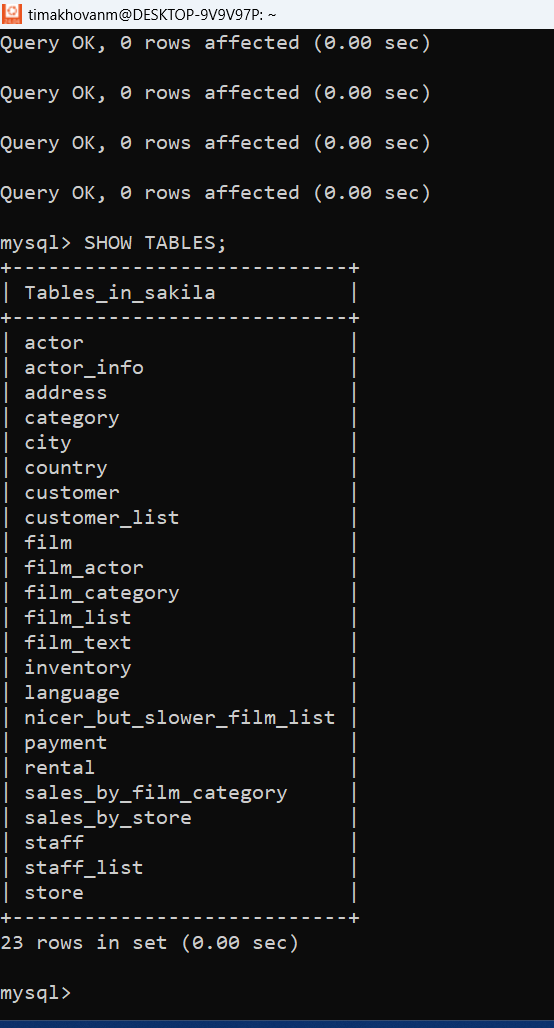 timakhovanm@DESKTOP-9V9V97P: ~
Query OK, 0 rows affected (0.00 sec)
Query OK, 0 rows affected (0.00 sec)
Query OK, 0 rows affected (0.00 sec)
Query OK, 0 rows affected (0.00 sec)
mysql> SHOW TABLES;
+----------------------------+
| Tables_in_sakila           |
+----------------------------+
| actor                      |
| actor_info                 |
| address                    |
| category                   |
| city                       |
| country                    |
| customer                   |
| customer_list              |
| film                       |
| film_actor                 |
| film_category              |
| film_list                  |
| film_text                  |
| inventory                  |
| language                   |
| nicer_but_slower_film_list |
| payment                    |
| rental                     |
| sales_by_film_category     |
| sales_by_store             |
| staff                      |
| staff_list                 |
| store                      |
+----------------------------+
23 rows in set (0.00 sec)
mysql>